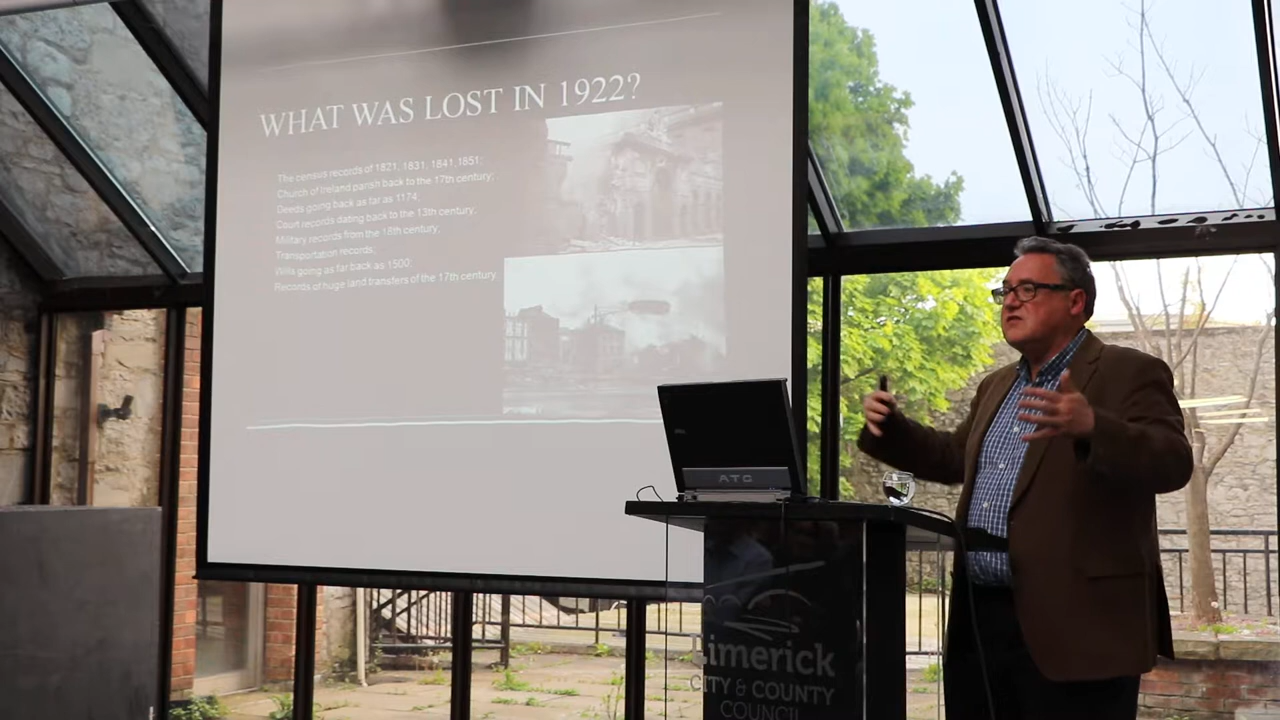 WHAT WAS LOST IN 1922?
The census records of 1821, 1831, 1841,1851;
Church of Ireland parish back to the 17th century;
Deeds going back as far as 1174;
Court records dating back to the 13th century;
Military records from the 18th century;
Transportation records;
Wills going as far back as 1500;
Records of huge land transfers of the 17th century
DELL
ATG
Limerick
CITY & COUNTY
COUNCIL